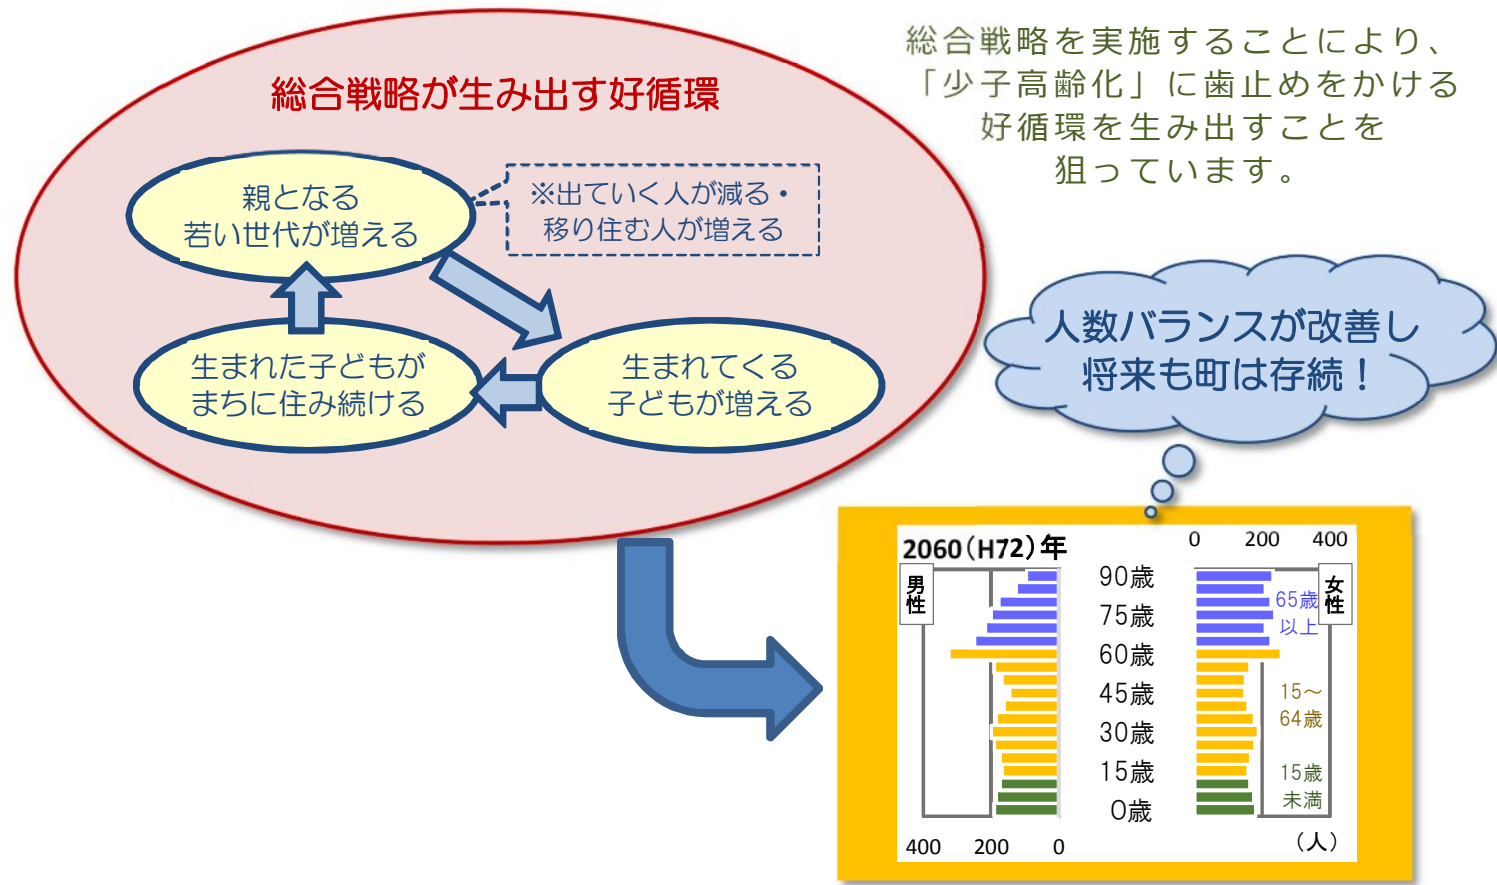 総合戦略が生み出す好循環
親となる
若い世代が増える
※出ていく人が減る・
移り住む人が増える
生まれた子どもが
まちに住み続ける
生まれてくる
子どもが増える
総合戦略を実施することにより、
「少子高齢化」に歯止めをかける
好循環を生み出すことを
狙っています。
人数バランスが改善し
将来も町は存続！
2060(H72)年
0 200 400
男性
女性
90歳
75歳
60歳
45歳
30歳
15歳
0歳
65歳
以上
15～
64歳
15歳
未満
400 200 0
（人）